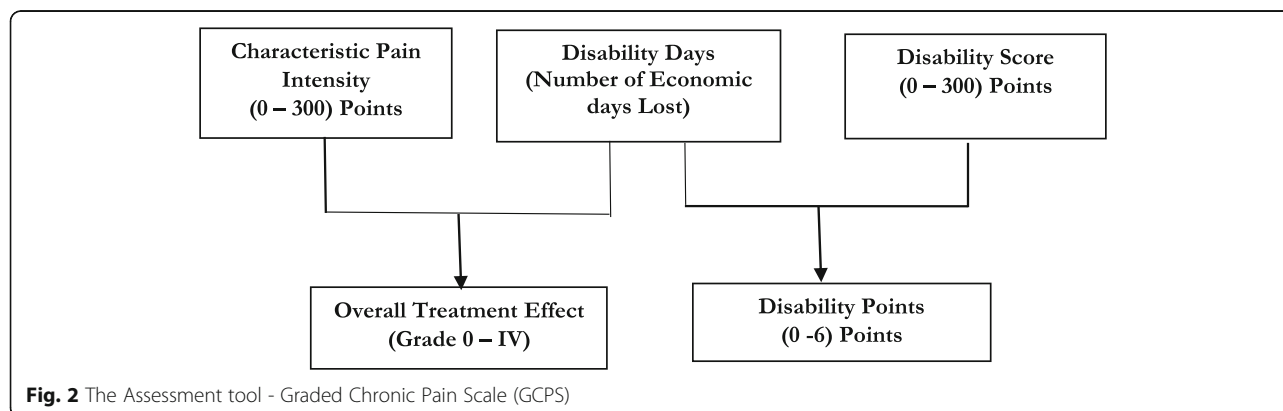 Characteristic Pain
Intensity
(0 – 300) Points
Disability Days
(Number of Economic
days Lost)
Disability Score
(0 – 300) Points
Overall Treatment Effect
(Grade 0 – IV)
Disability Points
(0 -6) Points
Fig. 2 The Assessment tool - Graded Chronic Pain Scale (GCPS)